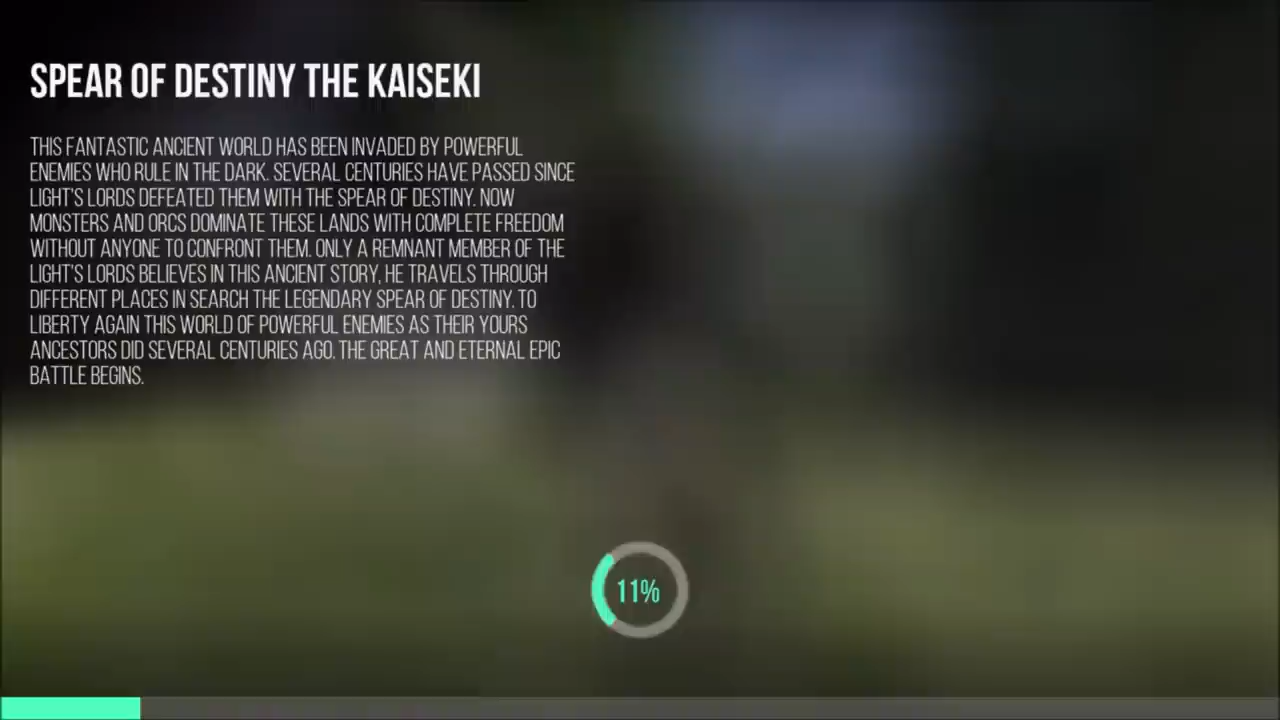 SPEAR OF DESTINY THE KAISEKI
THIS FANTASTIC ANCIENT WORLD HAS BEEN INVADED BY POWERFUL
ENEMIES WHO RULE IN THE DARK. SEVERAL CENTURIES HAVE PASSED SINCE
LIGHT'S LORDS DEFEATED THEM WITH THE SPEAR OF DESTINY. NOW
MONSTERS AND ORCS DOMINATE THESE LANDS WITH COMPLETE FREEDOM
WITHOUT ANYONE TO CONFRONT THEM. ONLY A REMNANT MEMBER OF THE
LIGHT'S LORDS BELIEVES IN THIS ANCIENT STORY, HE TRAVELS THROUGH
DIFFERENT PLACES IN SEARCH THE LEGENDARY SPEAR OF DESTINY. TO
LIBERTY AGAIN THIS WORLD OF POWERFUL ENEMIES AS THEIR YOURS
ANCESTORS DID SEVERAL CENTURIES AGO. THE GREAT AND ETERNAL EPIC
BATTLE BEGINS.
11%